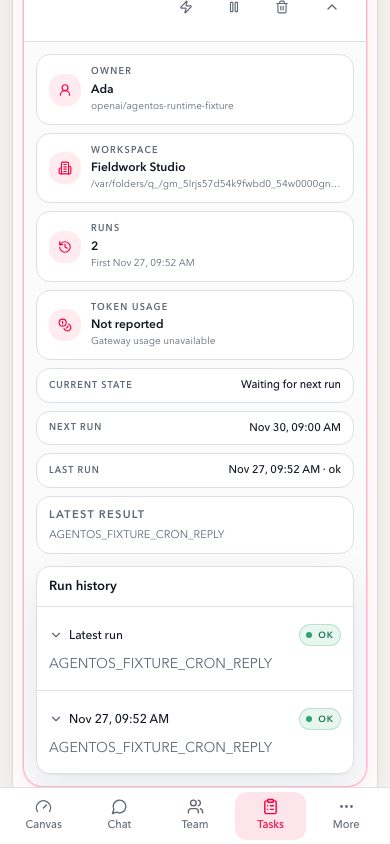 OWNER
Ada
openai/agentos-runtime-fixture
WORKSPACE
Fieldwork Studio
/var/folders/q_/gm_5lrjs57d54k9fwbd0_54w0000gn...
RUNS
2
First Nov 27, 09:52 AM
TOKEN USAGE
Not reported
Gateway usage unavailable
CURRENT STATE Waiting for next run
NEXT RUN Nov 30, 09:00 AM
LAST RUN Nov 27, 09:52 AM · ok
LATEST RESULT
AGENTOS_FIXTURE_CRON_REPLY
Run history
Latest run OK
AGENTOS_FIXTURE_CRON_REPLY
Nov 27, 09:52 AM OK
AGENTOS_FIXTURE_CRON_REPLY
Canvas Chat Team Tasks More